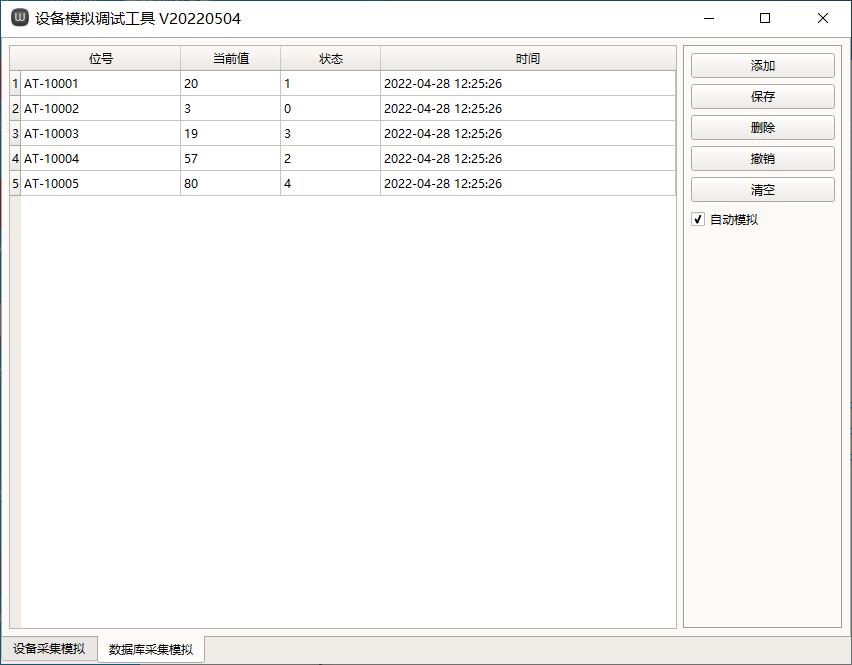 设备模拟调试工具 V20220504
位号 当前值 状态 时间
1 AT-10001 20 1 2022-04-28 12:25:26
2 AT-10002 3 0 2022-04-28 12:25:26
3 AT-10003 19 3 2022-04-28 12:25:26
4 AT-10004 57 2 2022-04-28 12:25:26
5 AT-10005 80 4 2022-04-28 12:25:26
添加
保存
删除
撤销
清空
自动模拟
设备采集模拟 数据库采集模拟